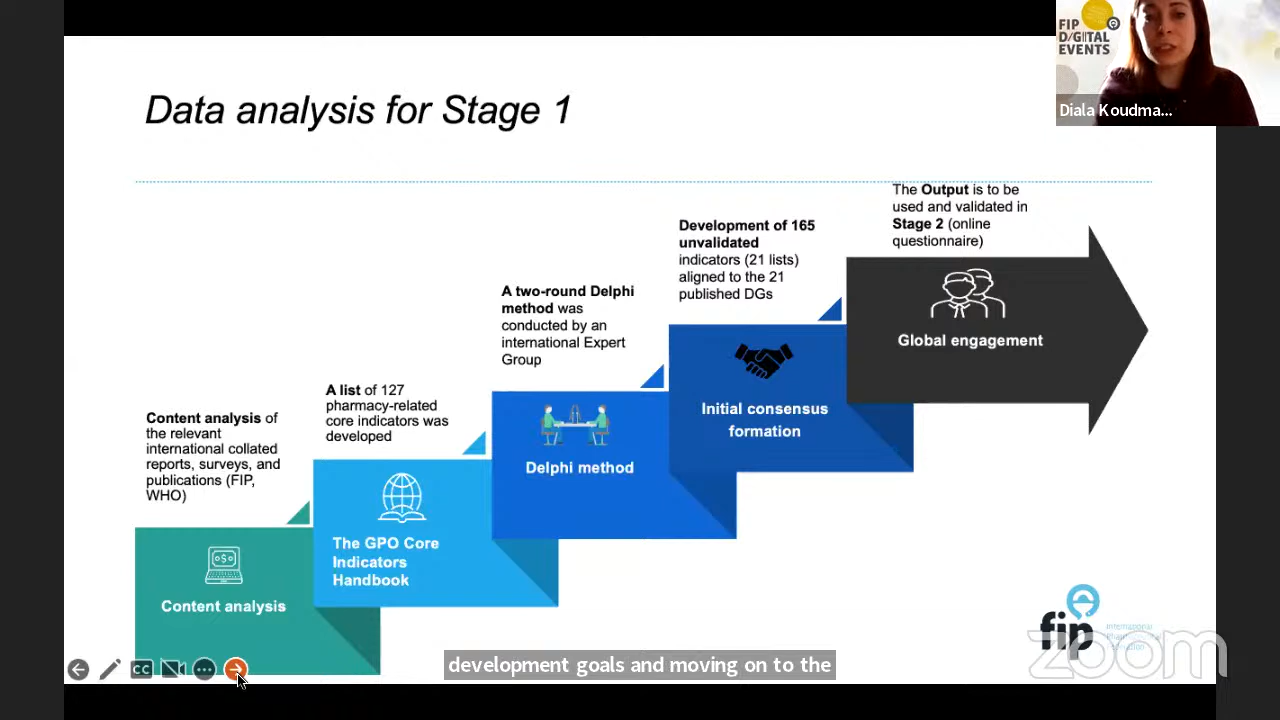 FIP
D/G!TAL
EVENTS
Diala Koudma...
Data analysis for Stage 1
Content analysis of
the relevant
international collated
reports, surveys, and
publications (FIP,
WHO)
Content analysis
A list of 127
pharmacy-related
core indicators was
developed
The GPO Core
Indicators
Handbook
A two-round Delphi
method was
conducted by an
international Expert
Group
Delphi method
Development of 165
unvalidated
indicators (21 lists)
aligned to the 21
published DGs
Initial consensus
formation
The Output is to be
used and validated in
Stage 2 (online
questionnaire)
Global engagement
fip
International
zoom
CC
development goals and moving on to the